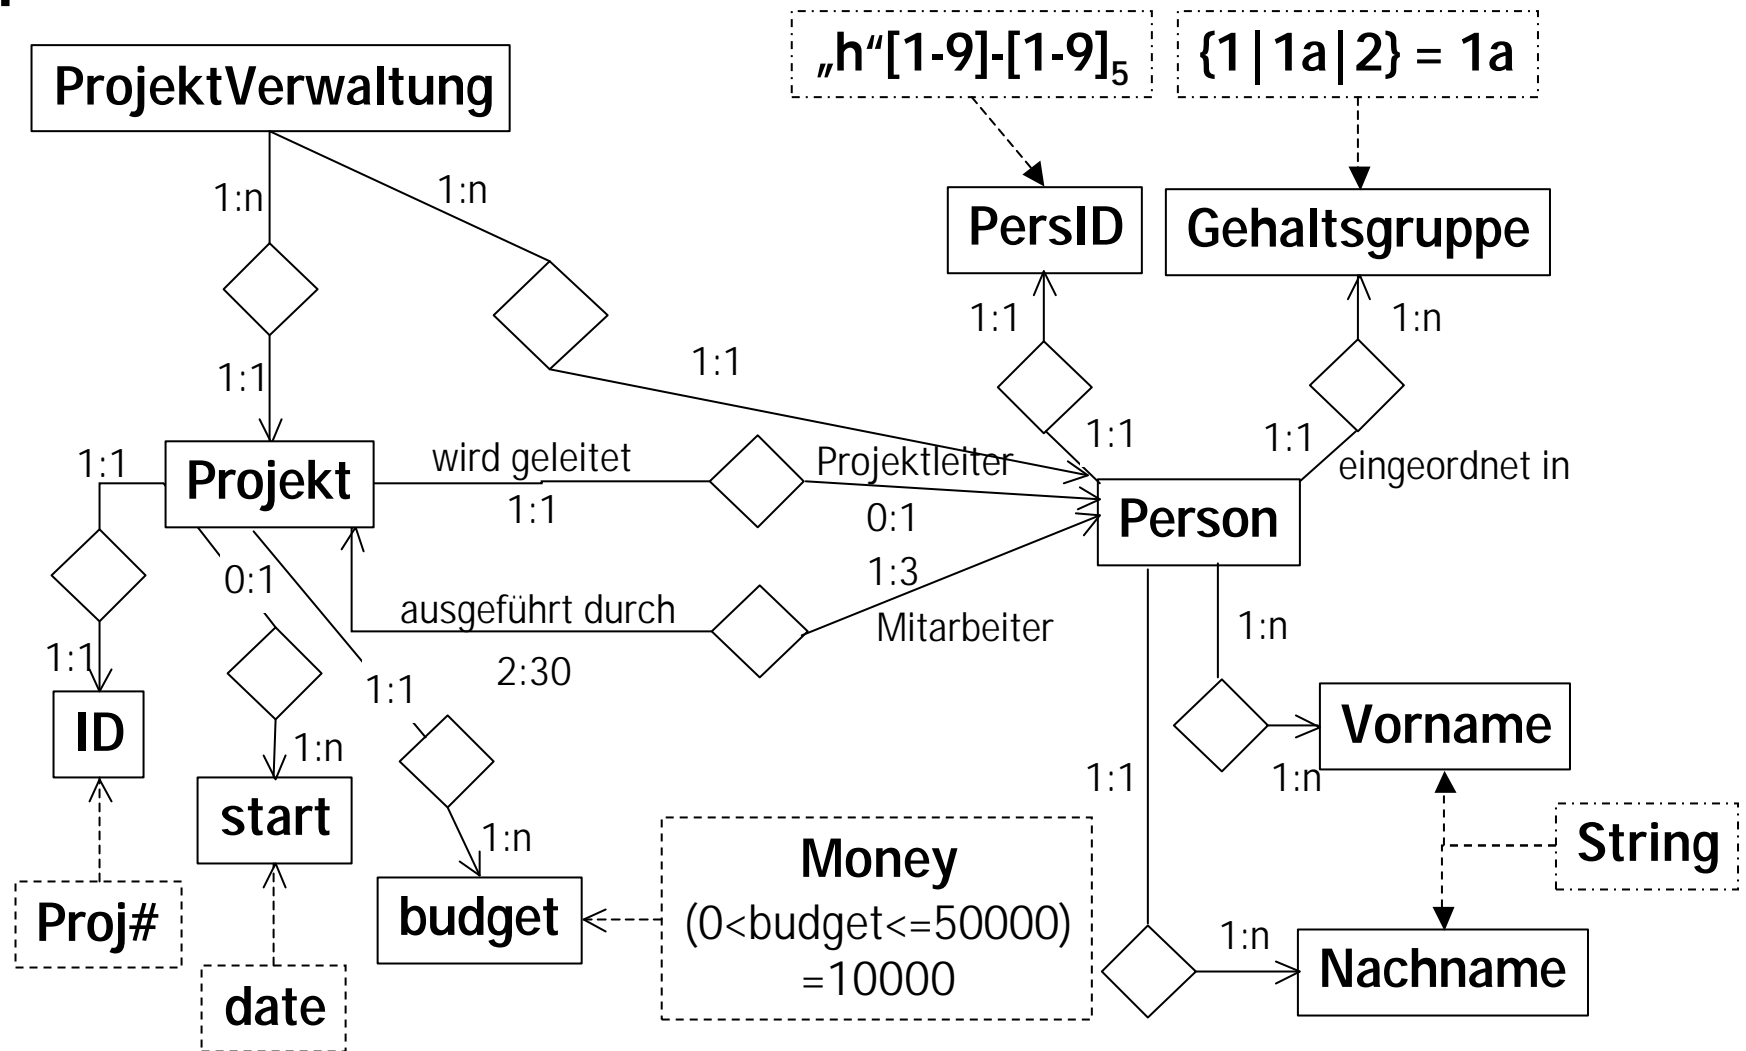 ProjektVerwaltung
„h“[1-9]-[1-9]5
{1|1a|2} = 1a
1:n
1:n
PersID
Gehaltsgruppe
1:1
1:n
1:1
1:1
1:1
1:1
1:1
Projekt
wird geleitet
1:1
Projektleiter
0:1
Person
eingeordnet in
0:1
ausgeführt durch
2:30
1:3
Mitarbeiter
1:n
1:1
1:1
1:n
1:n
1:1
1:n
1:n
ID
start
budget
Vorname
Nachname
String
Proj#
date
Money
(0<budget<=50000)
=10000